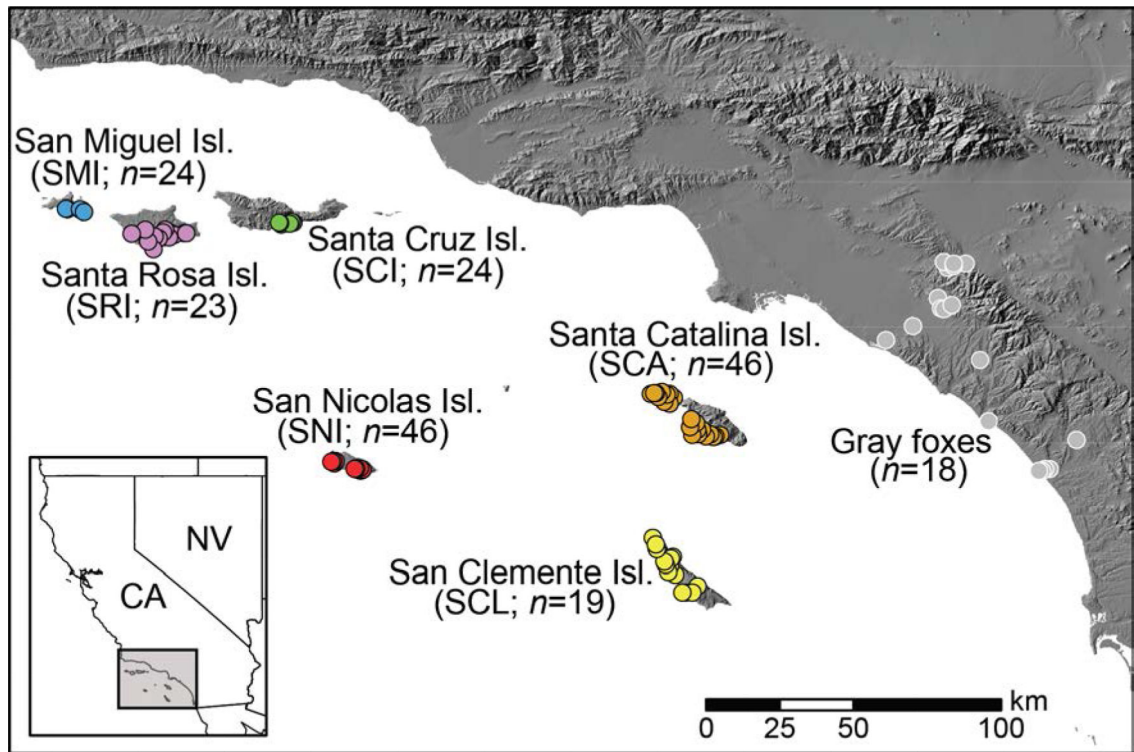 San Miguel Isl.
(SMI; n=24)
Santa Cruz Isl.
(SCI; n=24)
Santa Rosa Isl.
(SRI; n=23)
Santa Catalina Isl.
(SCA; n=46)
San Nicolas Isl.
(SNI; n=46)
Gray foxes
(n=18)
San Clemente Isl.
(SCL; n=19)
NV
CA
km
0 25 50 100